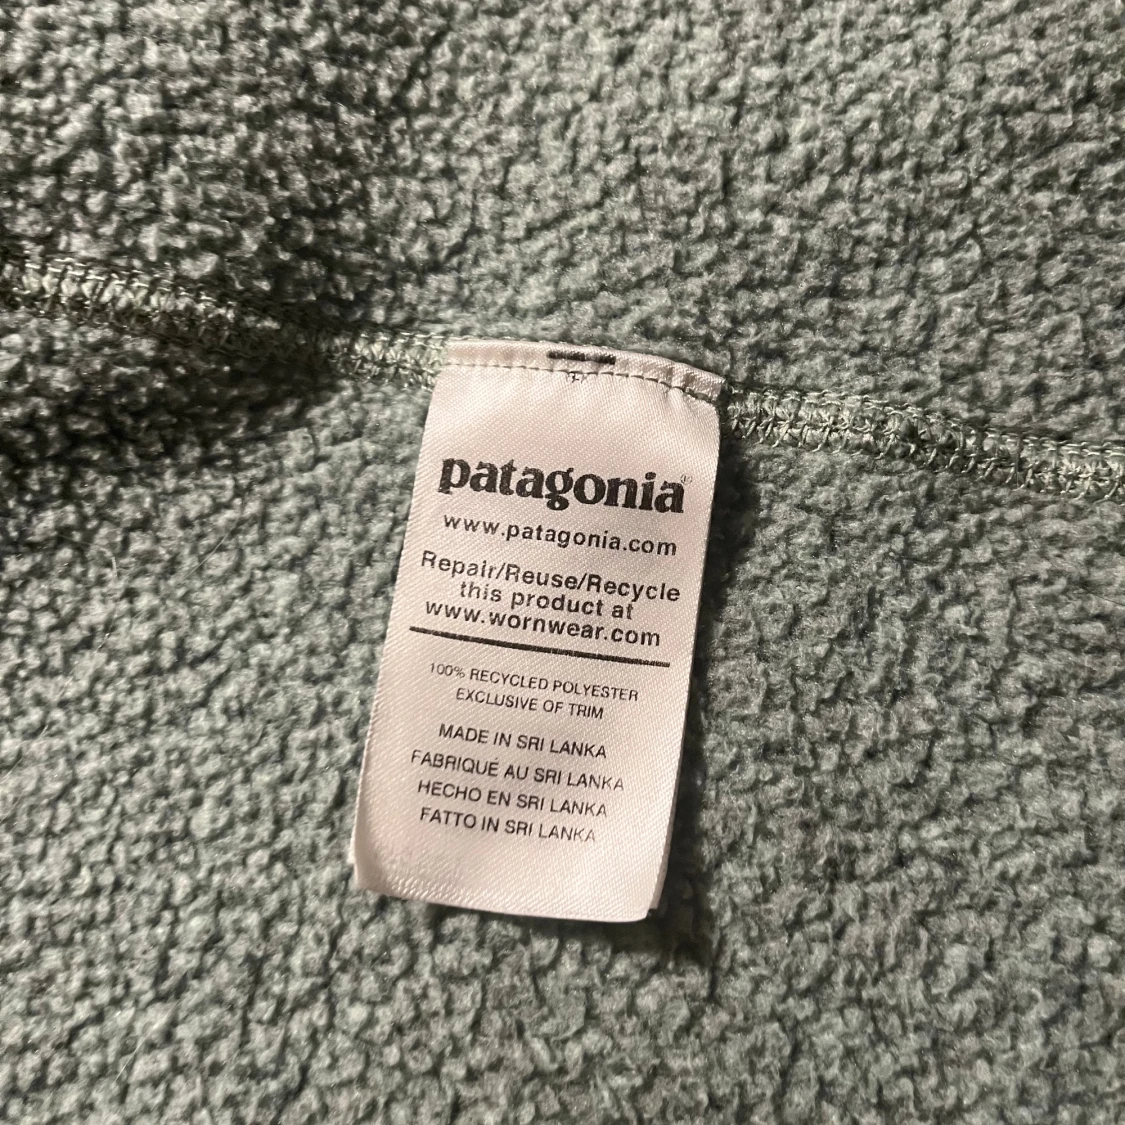 patagonia®
www.patagonia.com
Repair/Reuse/Recycle
this product at
www.wornwear.com
100% RECYCLED POLYESTER
EXCLUSIVE OF TRIM
MADE IN SRI LANKA
FABRIQUÉ AU SRI LANKA
HECHO EN SRI LANKA
FATTO IN SRI LANKA